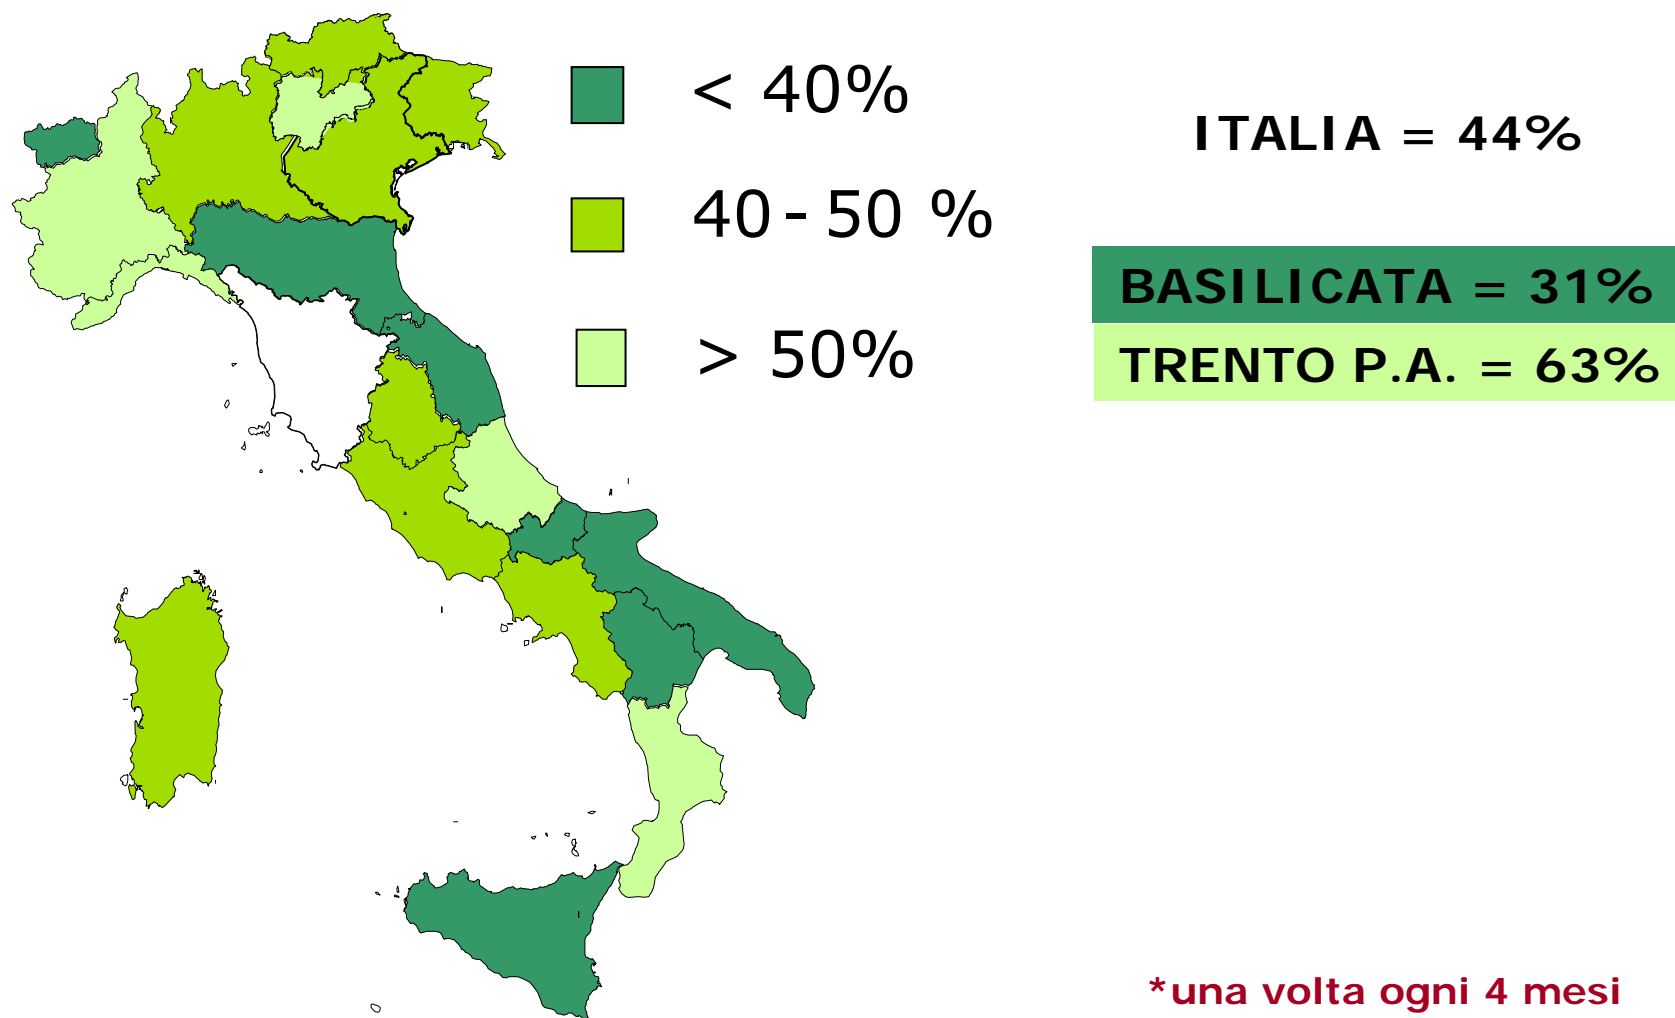 < 40%
40-50 %
> 50%
ITALIA = 44%
BASILICATA = 31%
TRENTO P.A. = 63%
*una volta ogni 4 mesi